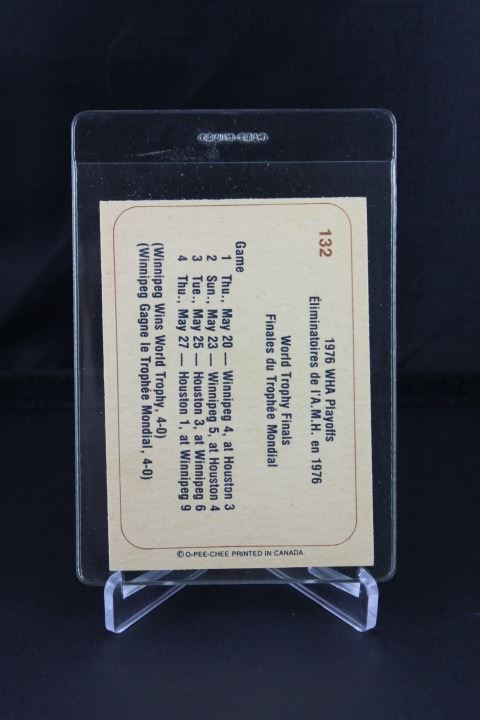 132
1976 WHA Playoffs
Éliminatoires de l'A.M.H. en 1976
World Trophy Finals
Finales du Trophée Mondial
Game
1 Thu., May 20 — Winnipeg 4, at Houston 3
2 Sun., May 23 — Winnipeg 5, at Houston 4
3 Tue., May 25 — Houston 3, at Winnipeg 6
4 Thu., May 27 — Houston 1, at Winnipeg 9
(Winnipeg Wins World Trophy, 4-0)
(Winnipeg Gagne le Trophée Mondial, 4-0)
© O-PEE-CHEE PRINTED IN CANADA.